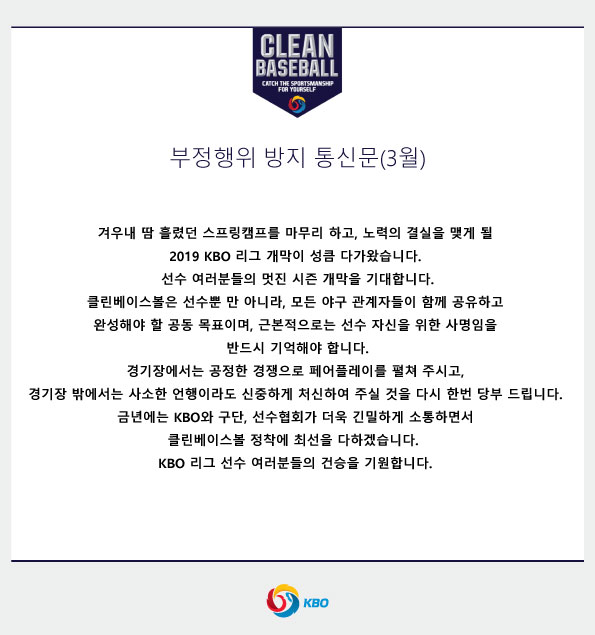 CLEAN
BASEBALL
CATCH THE SPORTSMANSHIP
FOR YOURSELF
부정행위 방지 통신문(3월)
겨우내 땀 흘렸던 스프링캠프를 마무리 하고, 노력의 결실을 맺게 될
2019 KBO 리그 개막이 성큼 다가왔습니다.
선수 여러분들의 멋진 시즌 개막을 기대합니다.
클린베이스볼은 선수뿐 만 아니라, 모든 야구 관계자들이 함께 공유하고
완성해야 할 공동 목표이며, 근본적으로는 선수 자신을 위한 사명임을
반드시 기억해야 합니다.
경기장에서는 공정한 경쟁으로 페어플레이를 펼쳐 주시고,
경기장 밖에서는 사소한 언행이라도 신중하게 처신하여 주실 것을 다시 한번 당부 드립니다.
금년에는 KBO와 구단, 선수협회가 더욱 긴밀하게 소통하면서
클린베이스볼 정착에 최선을 다하겠습니다.
KBO 리그 선수 여러분들의 건승을 기원합니다.
KBO